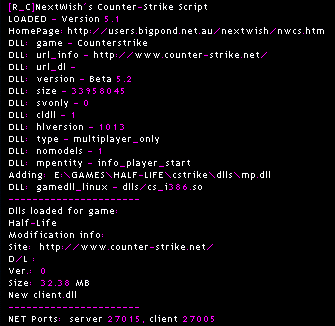 [R_C]NextWish's Counter-Strike Script
LOADED - Version 5.1
HomePage: http://users.bigpond.net.au/nextwish/nwcs.htm
DLL: game - Counterstrike
DLL: url_info - http://www.counter-strike.net/
DLL: url_dl -
DLL: version - Beta 5.2
DLL: size - 33958045
DLL: svonly - 0
DLL: cldll - 1
DLL: hlversion - 1013
DLL: type - multiplayer_only
DLL: nomodels - 1
DLL: mpentity - info_player_start
Adding: E:\GAMES\HALF-LIFE\cstrike\dlls\mp.dll
DLL: gamedll_linux - dlls/cs_i386.so
----------------------
Dlls loaded for game:
Half-Life
Modification info:
Site: http://www.counter-strike.net/
D/L :
Ver.: 0
Size: 32.38 MB
New client.dll
----------------------
NET Ports: server 27015, client 27005